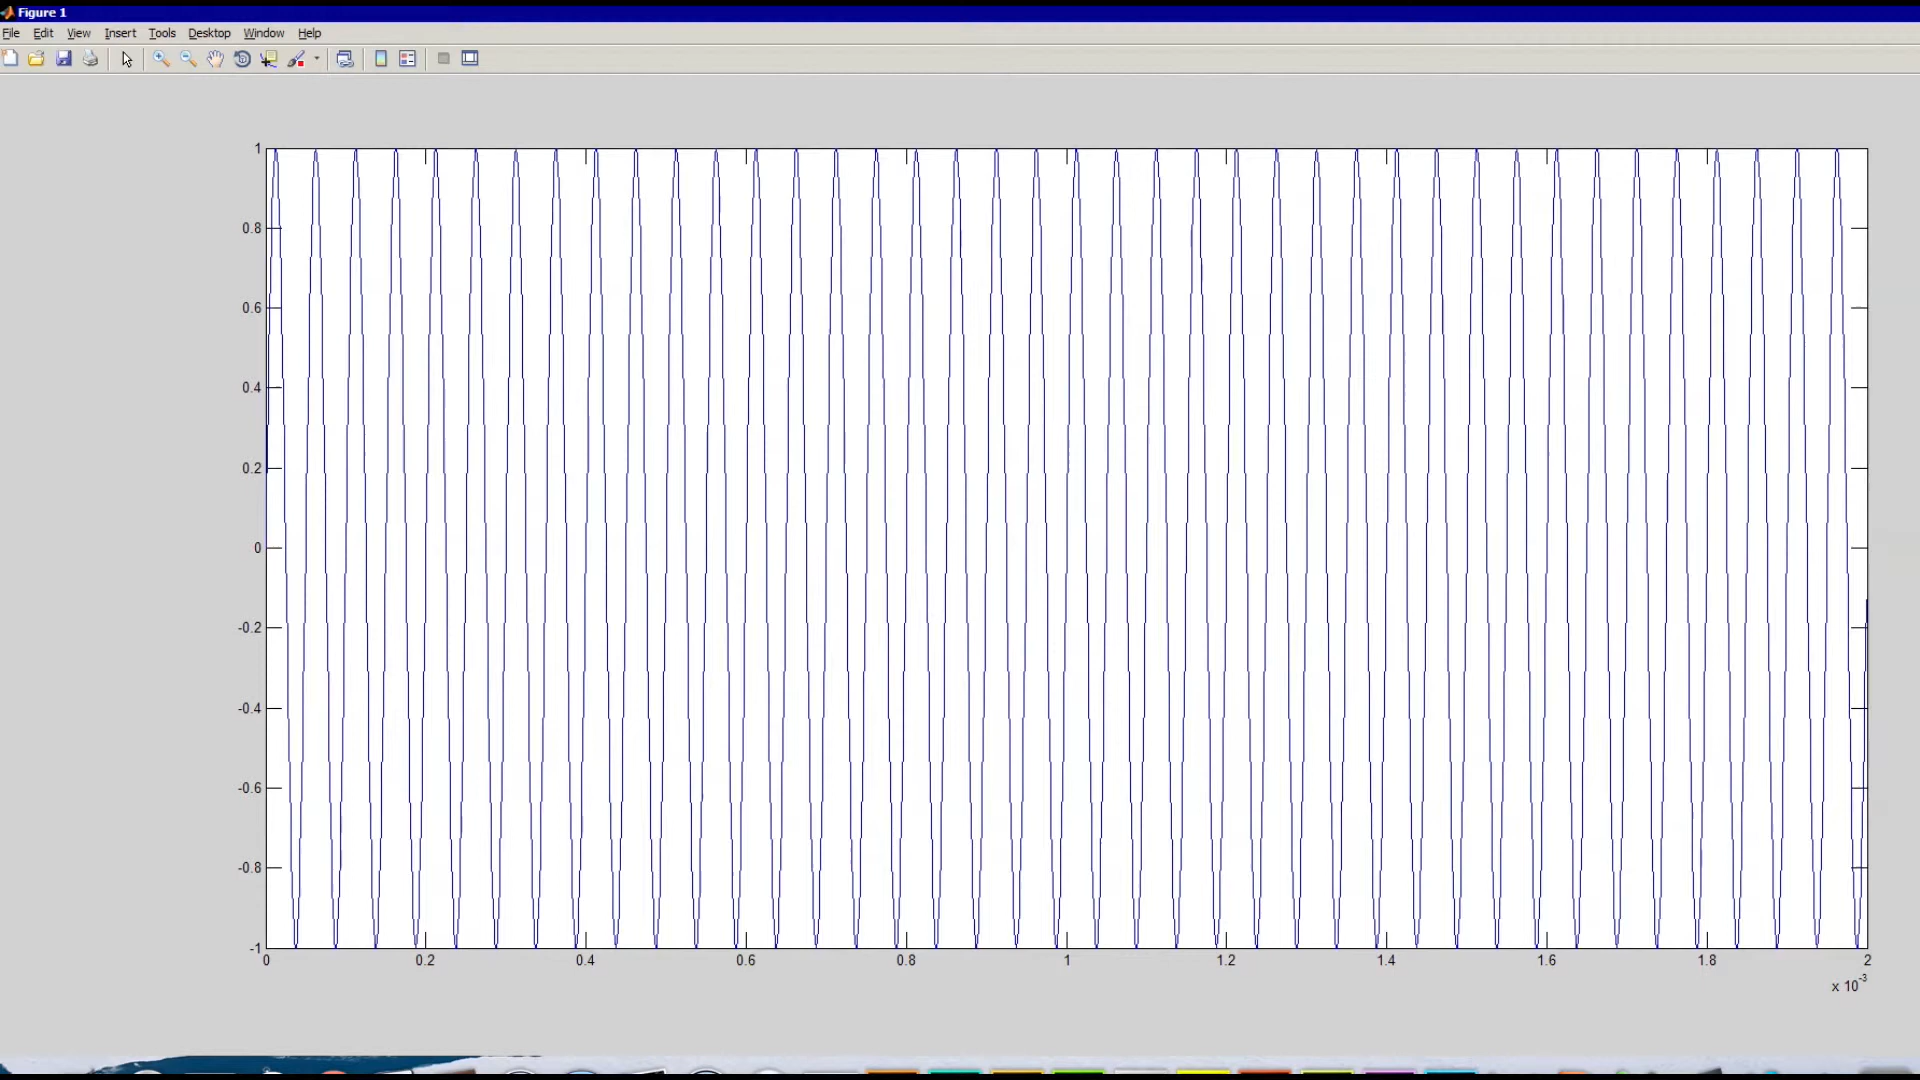 Figure 1
File Edit View Insert Tools Desktop Window Help
1
0.8
0.6
0.4
0.2
0
-0.2
-0.4
-0.6
-0.8
-1
0 0.2 0.4 0.6 0.8 1 1.2 1.4 1.6 1.8 2
x 10-3